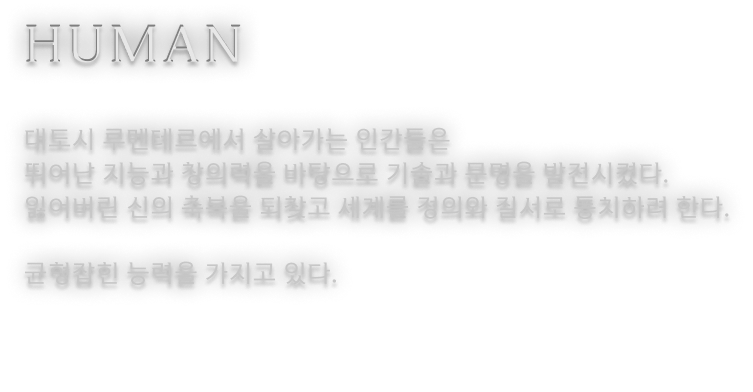 HUMAN
대도시 루멘테르에서 살아가는 인간들은
뛰어난 지능과 창의력을 바탕으로 기술과 문명을 발전시켰다.
잃어버린 신의 축복을 되찾고 세계를 정의와 질서로 통치하려 한다.
균형잡힌 능력을 가지고 있다.